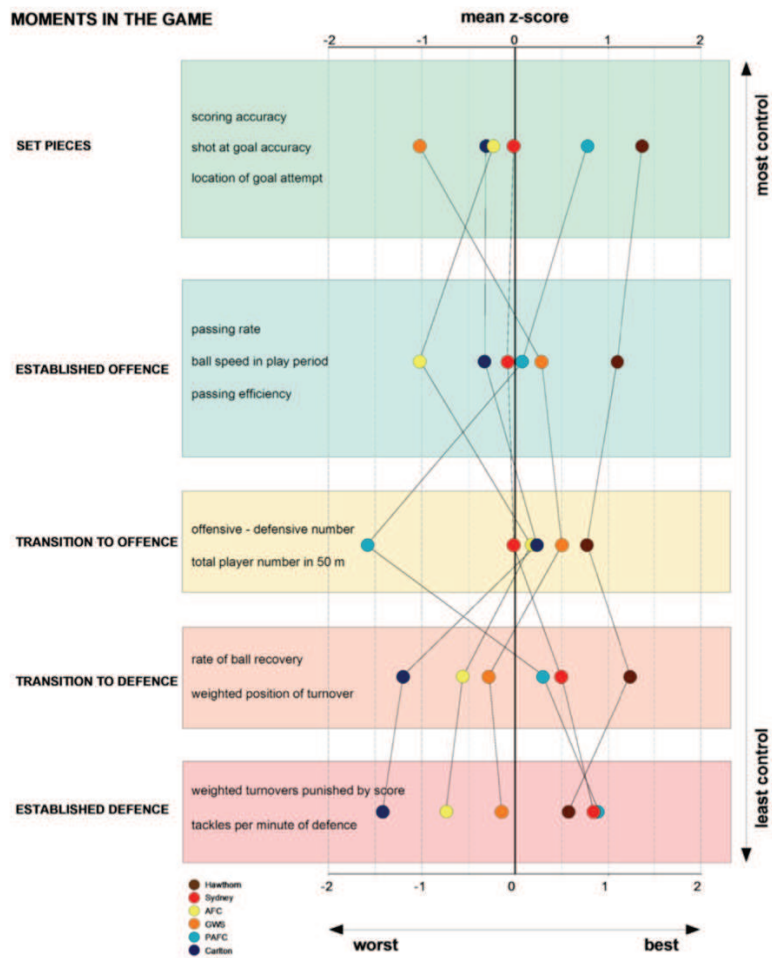 MOMENTS IN THE GAME
mean z-score
-2 -1 0 1 2
most control
SET PIECES
scoring accuracy
shot at goal accuracy
location of goal attempt
ESTABLISHED OFFENCE
passing rate
ball speed in play period
passing efficiency
TRANSITION TO OFFENCE
offensive - defensive number
total player number in 50 m
TRANSITION TO DEFENCE
rate of ball recovery
weighted position of turnover
ESTABLISHED DEFENCE
weighted turnovers punished by score
tackles per minute of defence
least control
-2 -1 0 1 2
Hawthorn
Sydney
AFC
GWS
PAFC
Carlton
worst best